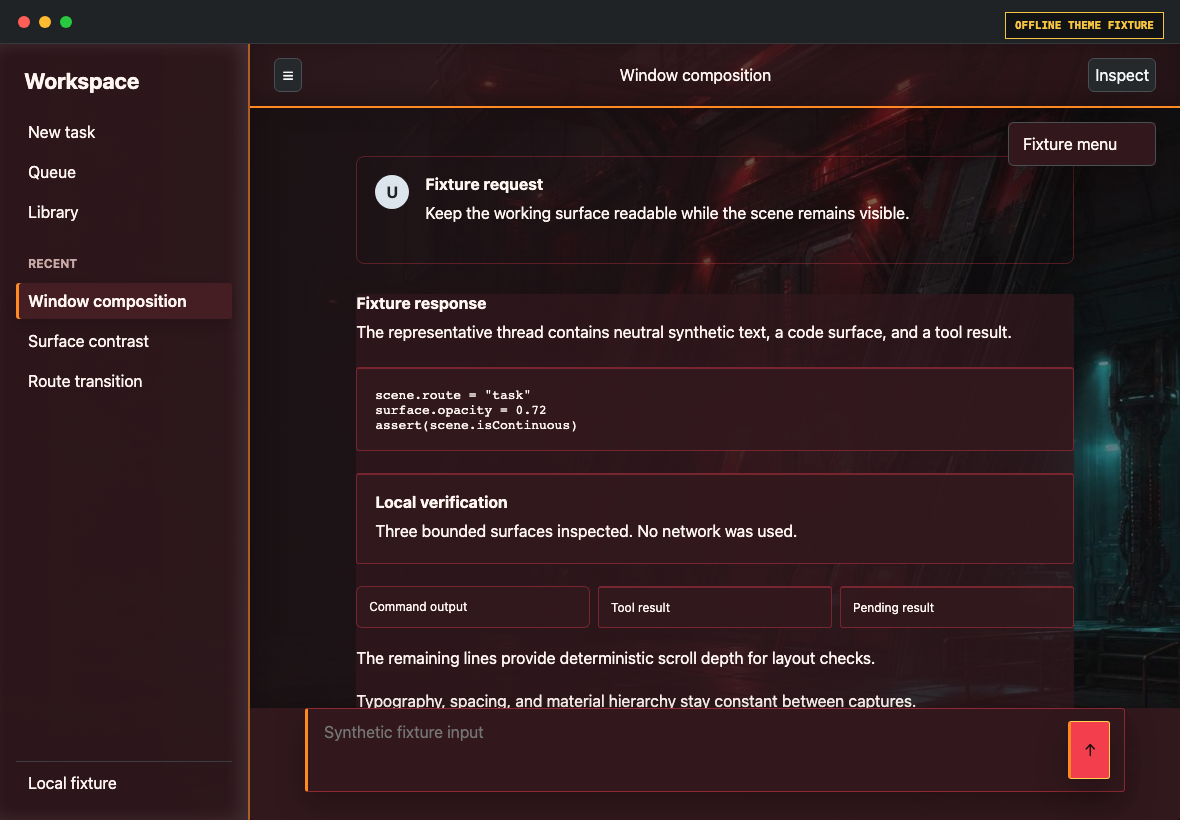 OFFLINE THEME FIXTURE
Workspace
New task
Queue
Library
RECENT
Window composition
Surface contrast
Route transition
Local fixture
Window composition
Inspect
Fixture menu
U
Fixture request
Keep the working surface readable while the scene remains visible.
Fixture response
The representative thread contains neutral synthetic text, a code surface, and a tool result.
scene.route = "task"
surface.opacity = 0.72
assert(scene.isContinuous)
Local verification
Three bounded surfaces inspected. No network was used.
Command output
Tool result
Pending result
The remaining lines provide deterministic scroll depth for layout checks.
Typography, spacing, and material hierarchy stay constant between captures.
Synthetic fixture input